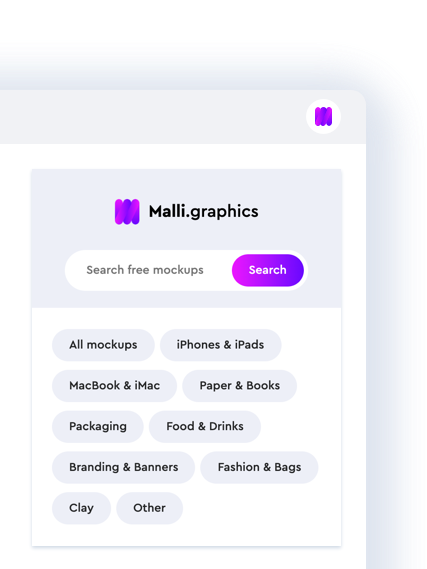 Malli.graphics
Search free mockups Search
All mockups iPhones & iPads
MacBook & iMac Paper & Books
Packaging Food & Drinks
Branding & Banners Fashion & Bags
Clay Other